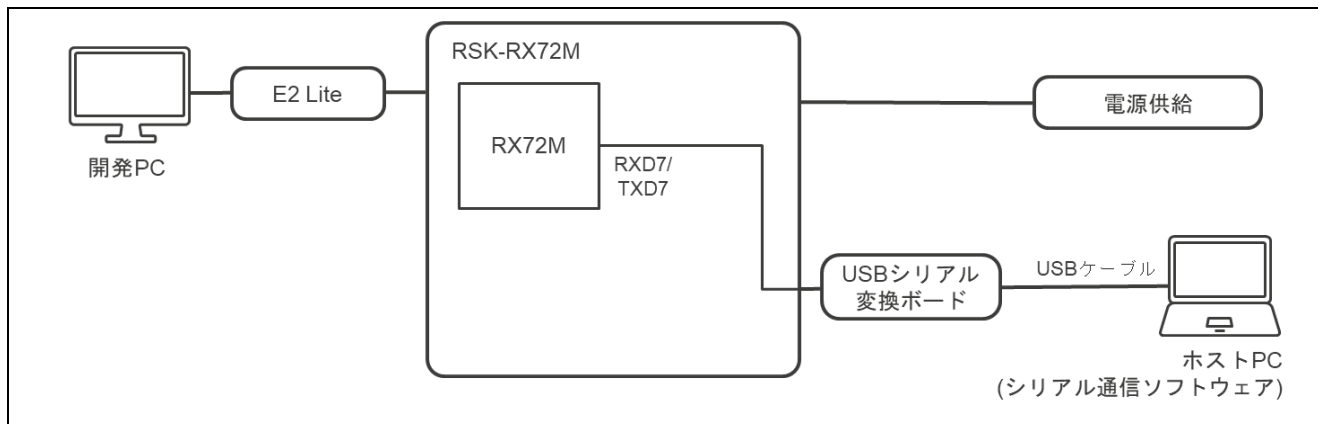 RSK-RX72M
E2 Lite
電源供給
RX72M
開発PC
RXD7/
TXD7
USBシリアル
変換ボード
USBケーブル
ホストPC
(シリアル通信ソフトウェア)